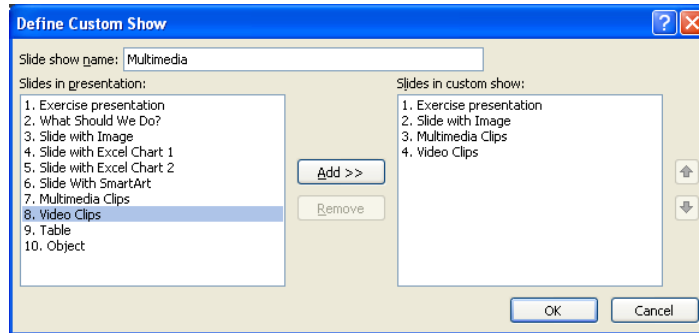 Define Custom Show
Slide show name: Multimedia
Slides in presentation:
1. Exercise presentation
2. What Should We Do?
3. Slide with Image
4. Slide with Excel Chart 1
5. Slide with Excel Chart 2
6. Slide With SmartArt
7. Multimedia Clips
8. Video Clips
9. Table
10. Object
Add >>
Remove
Slides in custom show:
1. Exercise presentation
2. Slide with Image
3. Multimedia Clips
4. Video Clips
OK
Cancel